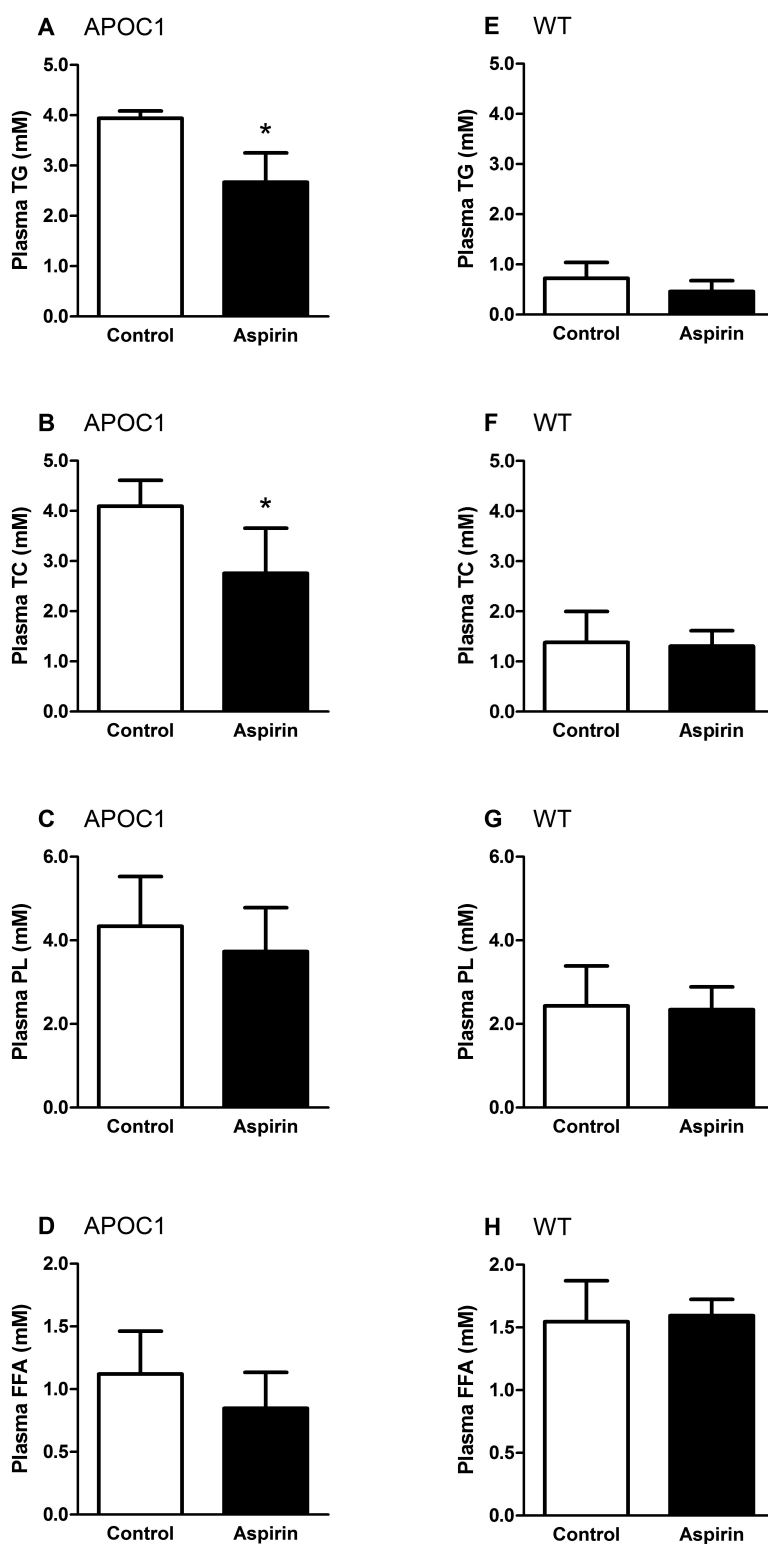 A APOC1
Plasma TG (mM)
5.0
4.0
3.0
2.0
1.0
0.0
*
Control Aspirin
E WT
Plasma TG (mM)
5.0
4.0
3.0
2.0
1.0
0.0
Control Aspirin
B APOC1
Plasma TC (mM)
5.0
4.0
3.0
2.0
1.0
0.0
*
Control Aspirin
F WT
Plasma TC (mM)
5.0
4.0
3.0
2.0
1.0
0.0
Control Aspirin
C APOC1
Plasma PL (mM)
6.0
4.0
2.0
0.0
Control Aspirin
G WT
Plasma PL (mM)
6.0
4.0
2.0
0.0
Control Aspirin
D APOC1
Plasma FFA (mM)
2.0
1.5
1.0
0.5
0.0
Control Aspirin
H WT
Plasma FFA (mM)
2.0
1.5
1.0
0.5
0.0
Control Aspirin